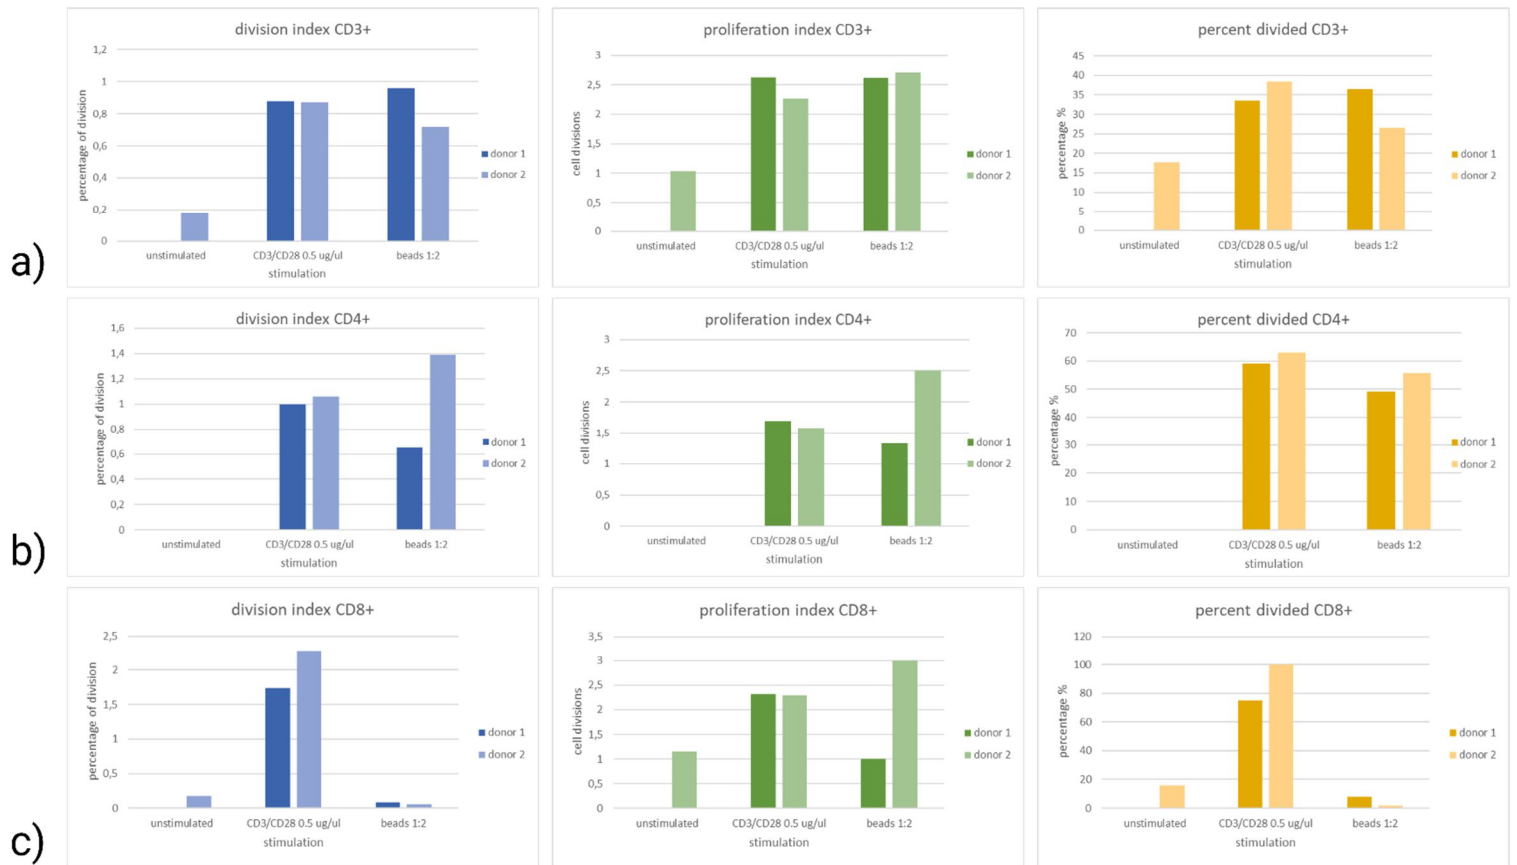 a)
division index CD3+
percentage of division
1,2
1
0,8
0,6
0,4
0,2
0
unstimulated
CD3/CD28 0.5 ug/ul
beads 1:2
stimulation
donor 1
donor 2
proliferation index CD3+
cell divisions
3
2,5
2
1,5
1
0,5
0
unstimulated
CD3/CD28 0.5 ug/ul
beads 1:2
stimulation
donor 1
donor 2
percent divided CD3+
percentage %
45
40
35
30
25
20
15
10
5
0
unstimulated
CD3/CD28 0.5 ug/ul
beads 1:2
stimulation
donor 1
donor 2
b)
division index CD4+
percentage of division
1,6
1,4
1,2
1
0,8
0,6
0,4
0,2
0
unstimulated
CD3/CD28 0.5 ug/ul
beads 1:2
stimulation
donor 1
donor 2
proliferation index CD4+
cell divisions
3
2,5
2
1,5
1
0,5
0
unstimulated
CD3/CD28 0.5 ug/ul
beads 1:2
stimulation
donor 1
donor 2
percent divided CD4+
percentage %
70
60
50
40
30
20
10
0
unstimulated
CD3/CD28 0.5 ug/ul
beads 1:2
stimulation
donor 1
donor 2
c)
division index CD8+
percentage of division
2,5
2
1,5
1
0,5
0
unstimulated
CD3/CD28 0.5 ug/ul
beads 1:2
stimulation
donor 1
donor 2
proliferation index CD8+
cell divisions
3,5
3
2,5
2
1,5
1
0,5
0
unstimulated
CD3/CD28 0.5 ug/ul
beads 1:2
stimulation
donor 1
donor 2
percent divided CD8+
percentage %
120
100
80
60
40
20
0
unstimulated
CD3/CD28 0.5 ug/ul
beads 1:2
stimulation
donor 1
donor 2